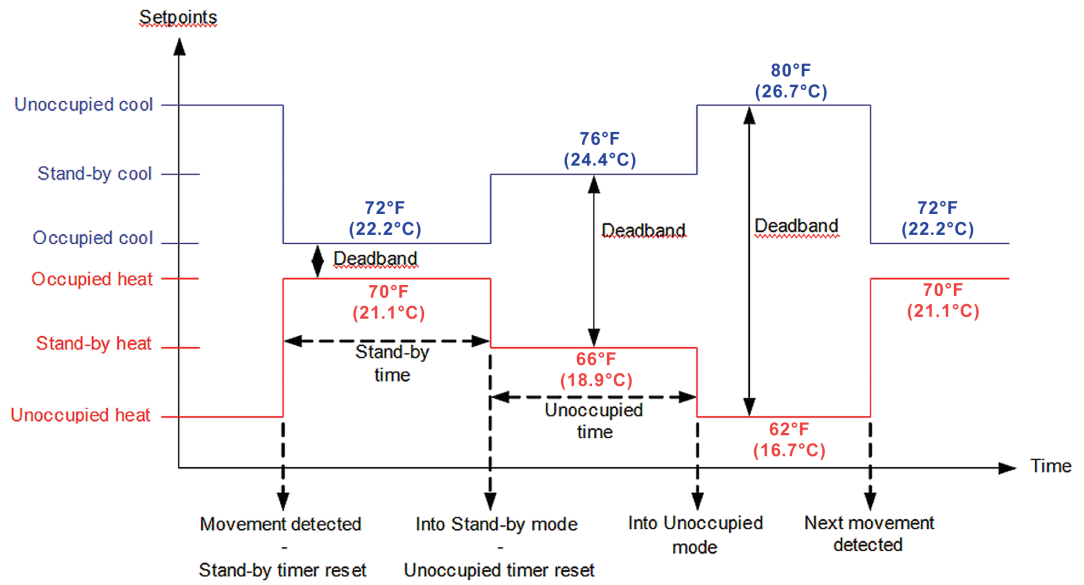 Setpoints
80°F
(26.7°C)
Unoccupied cool
76°F
(24.4°C)
Stand-by cool
72°F
(22.2°C)
Deadband
Deadband
72°F
(22.2°C)
Occupied cool
Deadband
Occupied heat
70°F
(21.1°C)
70°F
(21.1°C)
Stand-by heat
Stand-by
time
66°F
(18.9°C)
Unoccupied heat
Unoccupied
time
62°F
(16.7°C)
Time
Movement detected
-
Stand-by timer reset
Into Stand-by mode
-
Unoccupied timer reset
Into Unoccupied
mode
Next movement
detected